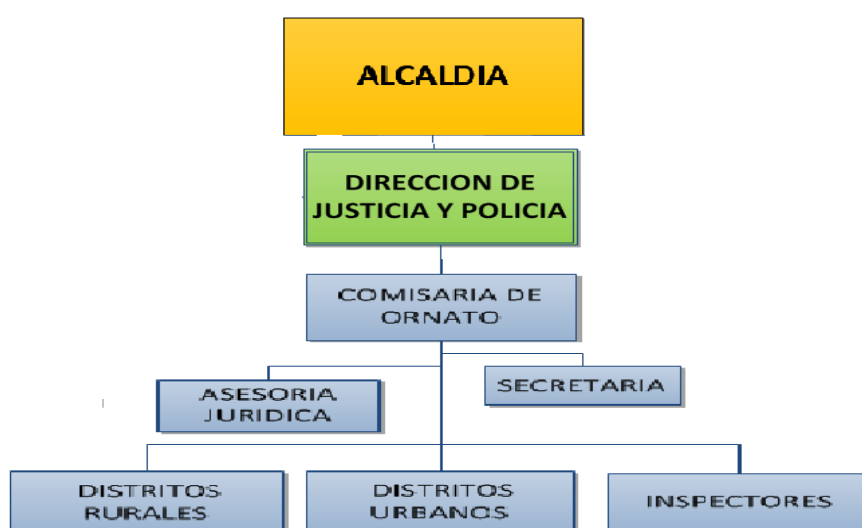 ALCALDIA
DIRECCION DE
JUSTICIA Y POLICIA
COMISARIA DE
ORNATO
ASESORIA
JURIDICA
SECRETARIA
DISTRITOS
RURALES
DISTRITOS
URBANOS
INSPECTORES